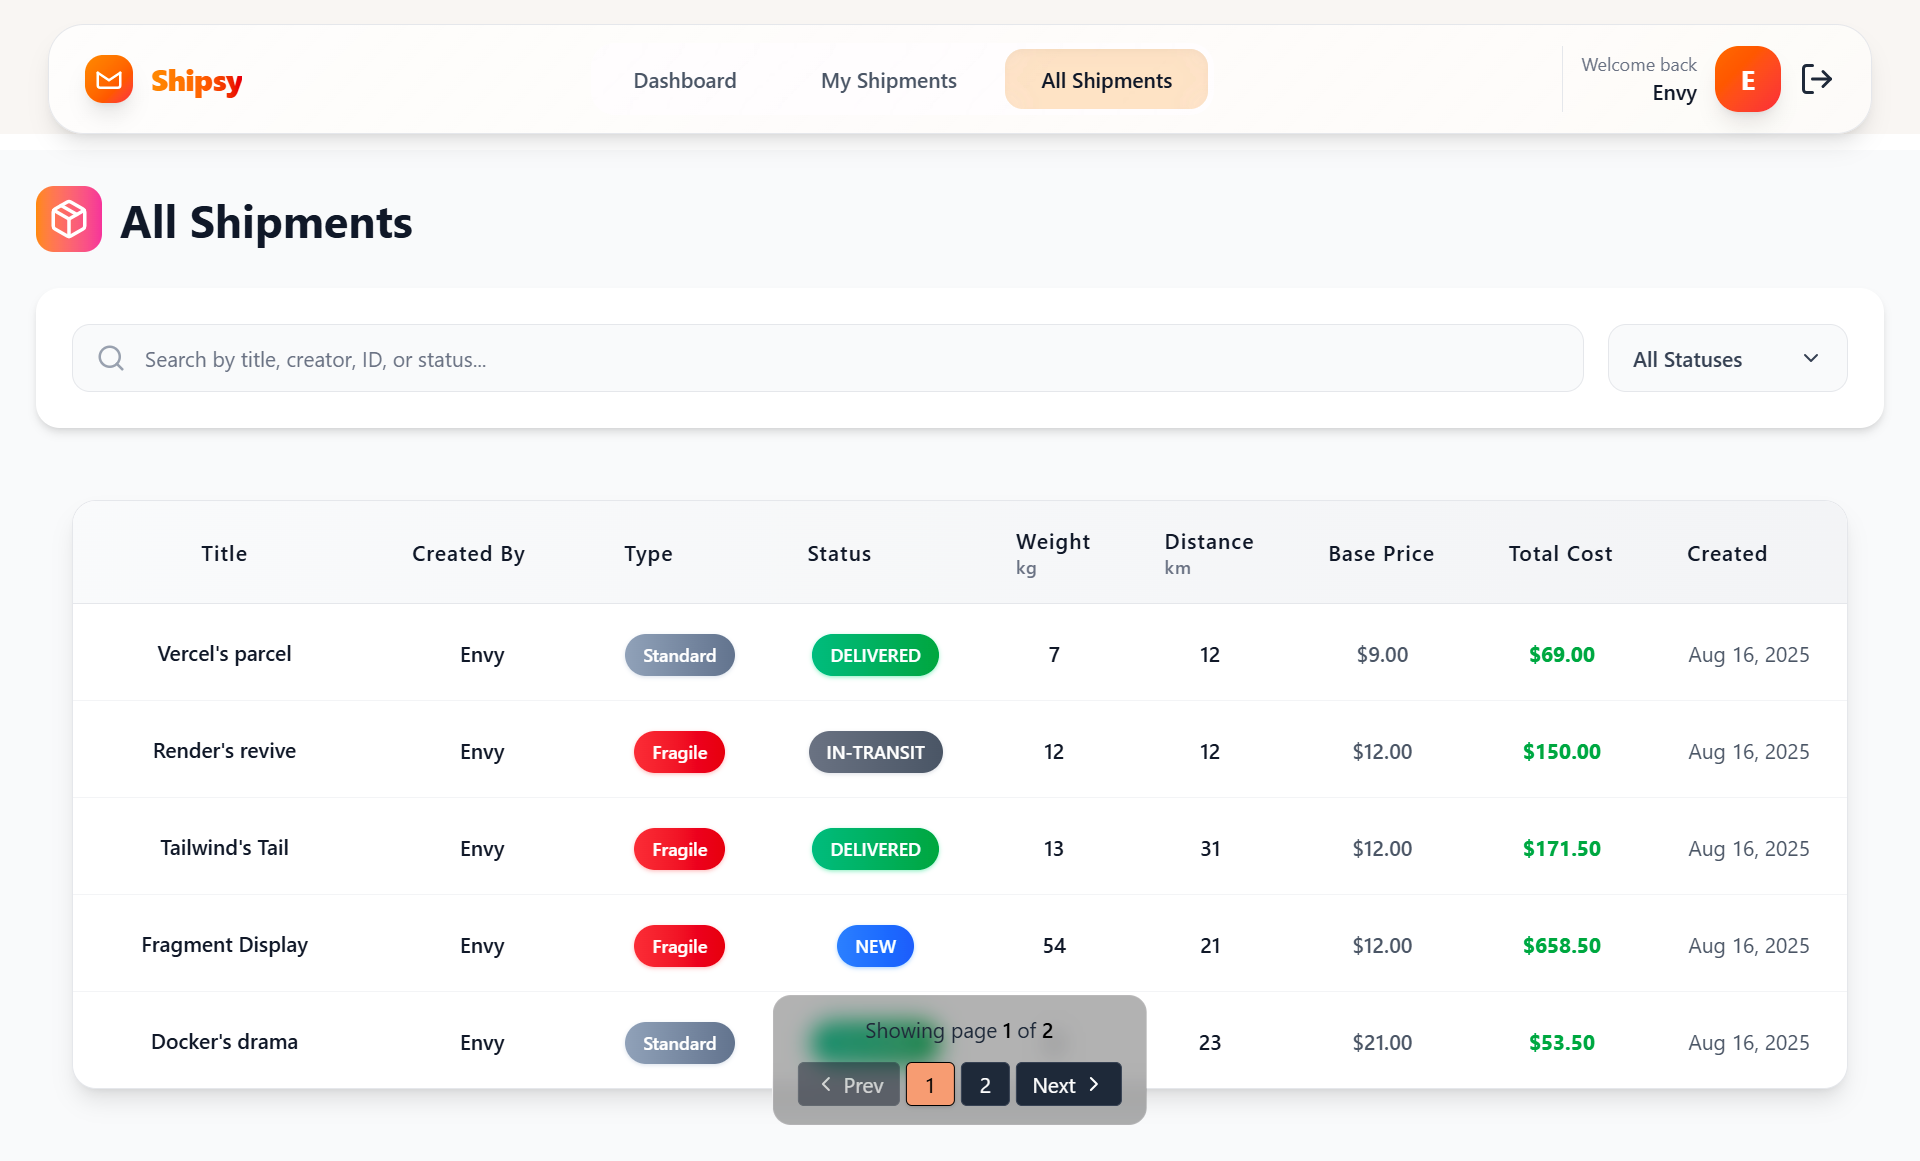 Shipsy
Dashboard
My Shipments
All Shipments
Welcome back
Envy
E
All Shipments
Search by title, creator, ID, or status...
All Statuses
Title Created By Type Status Weight kg Distance km Base Price Total Cost Created
Vercel's parcel Envy Standard DELIVERED 7 12 $9.00 $69.00 Aug 16, 2025
Render's revive Envy Fragile IN-TRANSIT 12 12 $12.00 $150.00 Aug 16, 2025
Tailwind's Tail Envy Fragile DELIVERED 13 31 $12.00 $171.50 Aug 16, 2025
Fragment Display Envy Fragile NEW 54 21 $12.00 $658.50 Aug 16, 2025
Docker's drama Envy Standard 23 $21.00 $53.50 Aug 16, 2025
Showing page 1 of 2
Prev 1 2 Next